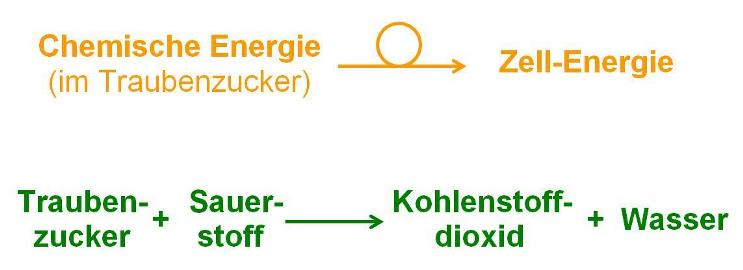 Chemische Energie
(im Traubenzucker)
Zell-Energie
Trauben-
zucker
+
Sauer-
stoff
Kohlenstoff-
dioxid
+
Wasser